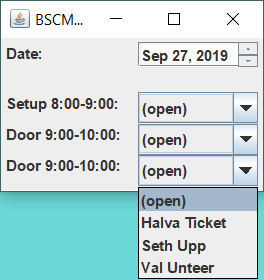 BSCM...
Date: Sep 27, 2019
Setup 8:00-9:00: (open)
Door 9:00-10:00: (open)
Door 9:00-10:00: (open)
(open)
Halva Ticket
Seth Upp
Val Unteer